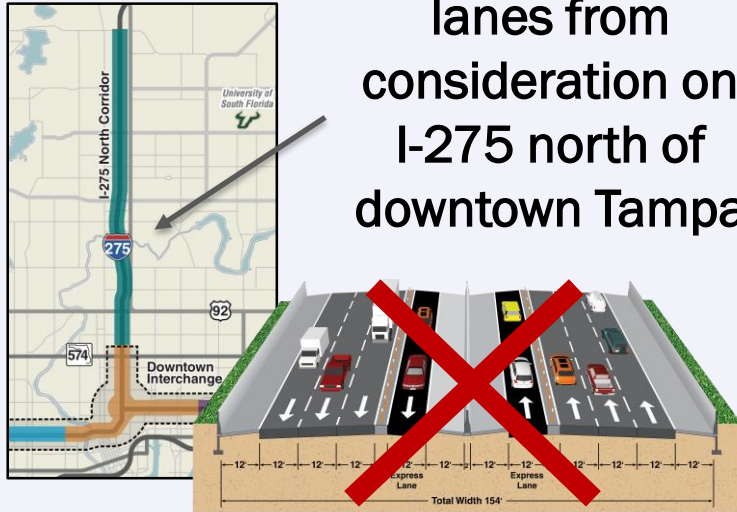 lanes from
consideration on
I-275 north of
downtown Tampa
I-275 North Corridor
University of
South Florida
275
92
574
Downtown
Interchange
12' 12' 12' 12' 12' 12' 2' 12' 12' 12' 12' 12' 12'
Express
Lane
Express
Lane
Total Width 154'